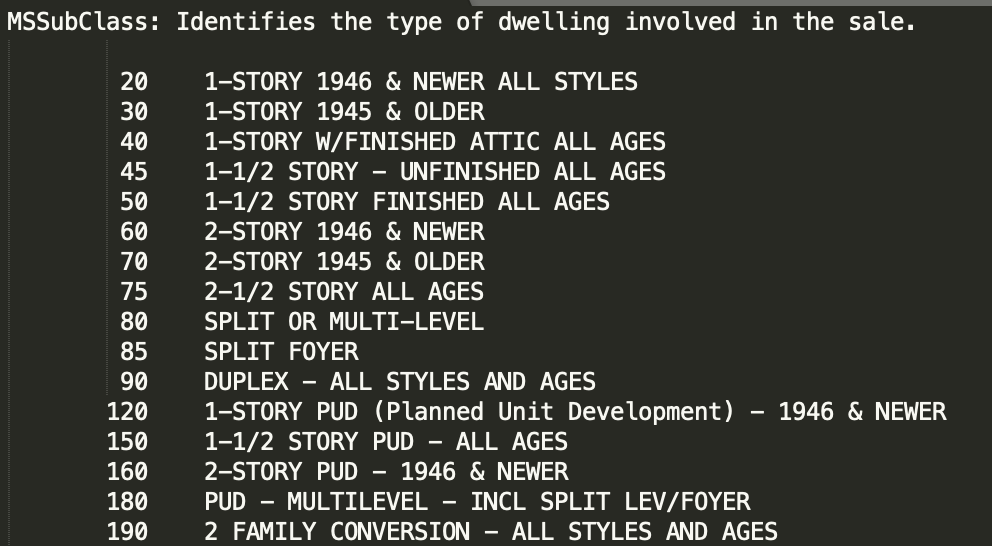 MSSubClass: Identifies the type of dwelling involved in the sale.
20 1-STORY 1946 & NEWER ALL STYLES
30 1-STORY 1945 & OLDER
40 1-STORY W/FINISHED ATTIC ALL AGES
45 1-1/2 STORY - UNFINISHED ALL AGES
50 1-1/2 STORY FINISHED ALL AGES
60 2-STORY 1946 & NEWER
70 2-STORY 1945 & OLDER
75 2-1/2 STORY ALL AGES
80 SPLIT OR MULTI-LEVEL
85 SPLIT FOYER
90 DUPLEX - ALL STYLES AND AGES
120 1-STORY PUD (Planned Unit Development) - 1946 & NEWER
150 1-1/2 STORY PUD - ALL AGES
160 2-STORY PUD - 1946 & NEWER
180 PUD - MULTILEVEL - INCL SPLIT LEV/FOYER
190 2 FAMILY CONVERSION - ALL STYLES AND AGES